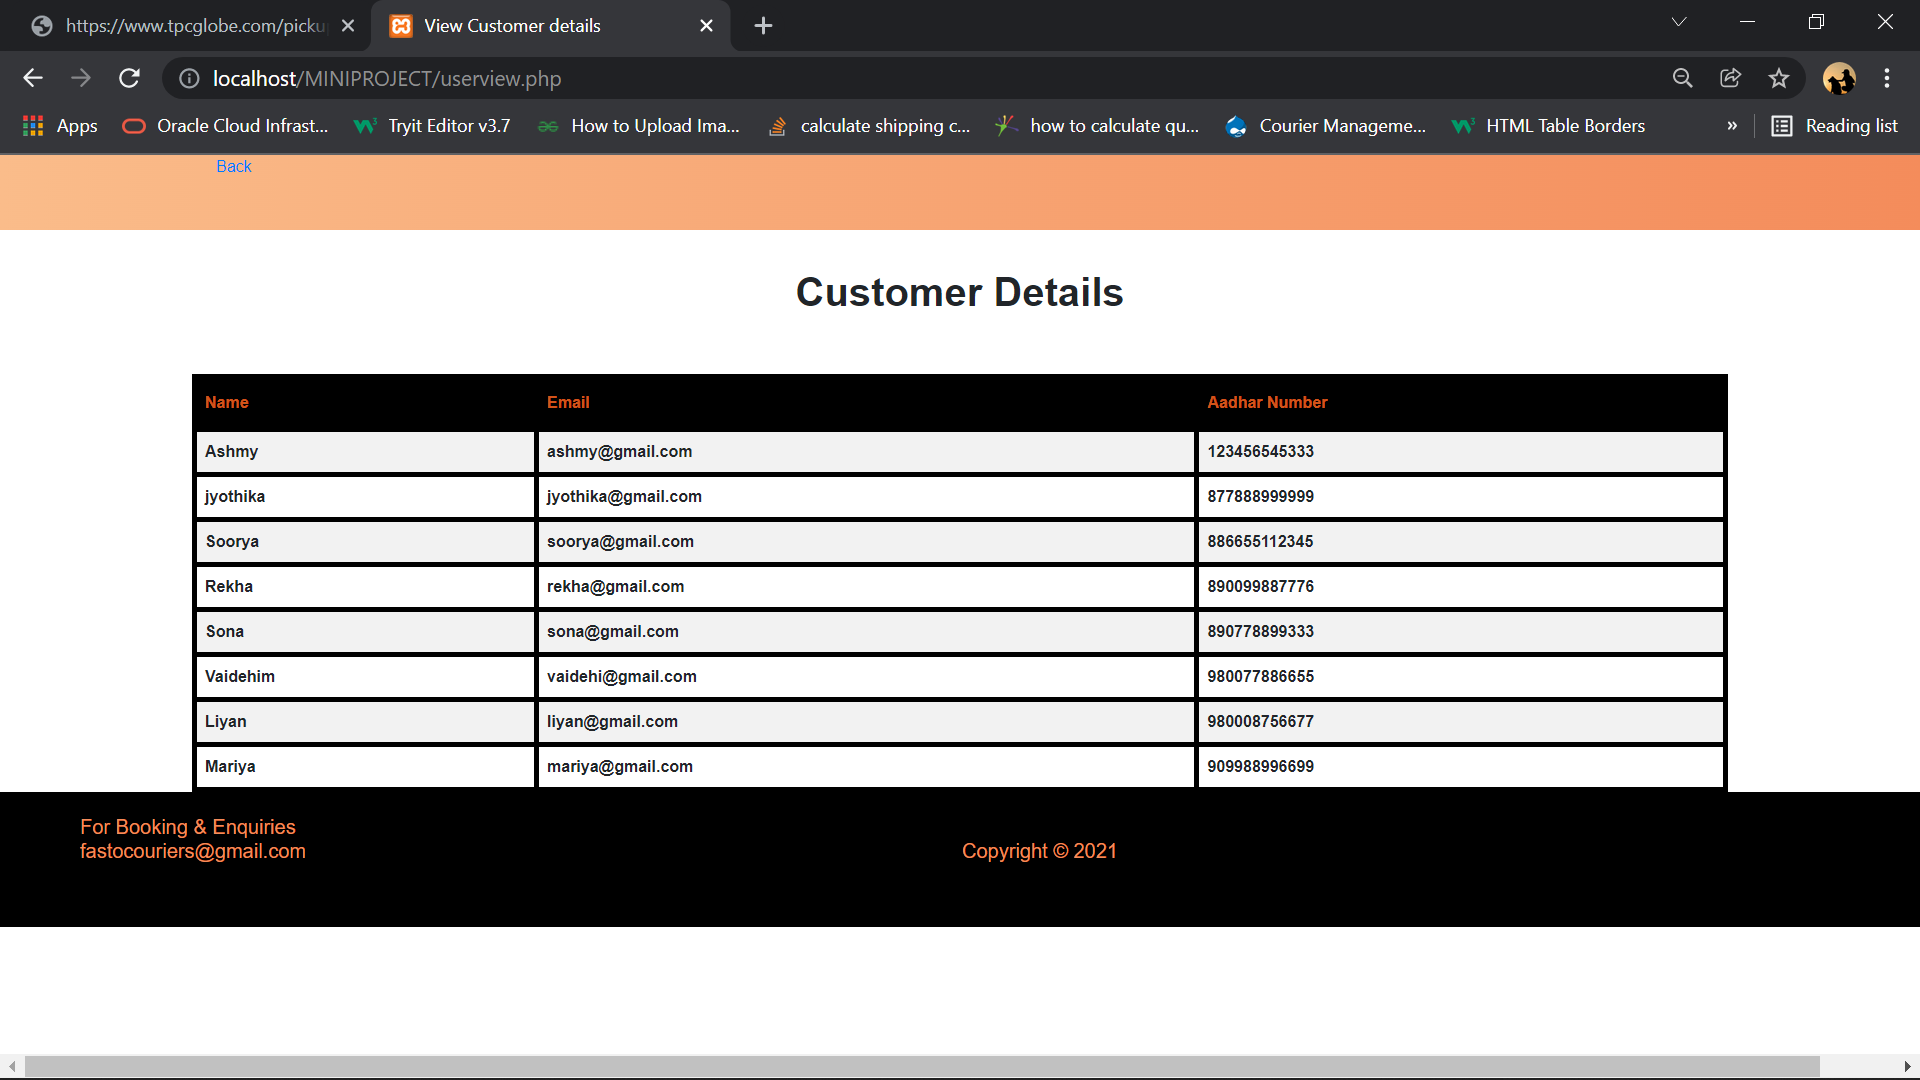 https://www.tpcglobe.com/picku
View Customer details
localhost/MINIPROJECT/userview.php
Apps Oracle Cloud Infrast... Tryit Editor v3.7 How to Upload Ima... calculate shipping c... how to calculate qu... Courier Manageme... HTML Table Borders » Reading list
Back
Customer Details
Name Email Aadhar Number
Ashmy ashmy@gmail.com 123456545333
jyothika jyothika@gmail.com 877888999999
Soorya soorya@gmail.com 886655112345
Rekha rekha@gmail.com 890099887776
Sona sona@gmail.com 890778899333
Vaidehim vaidehi@gmail.com 980077886655
Liyan liyan@gmail.com 980008756677
Mariya mariya@gmail.com 909988996699
For Booking & Enquiries
fastocouriers@gmail.com Copyright © 2021